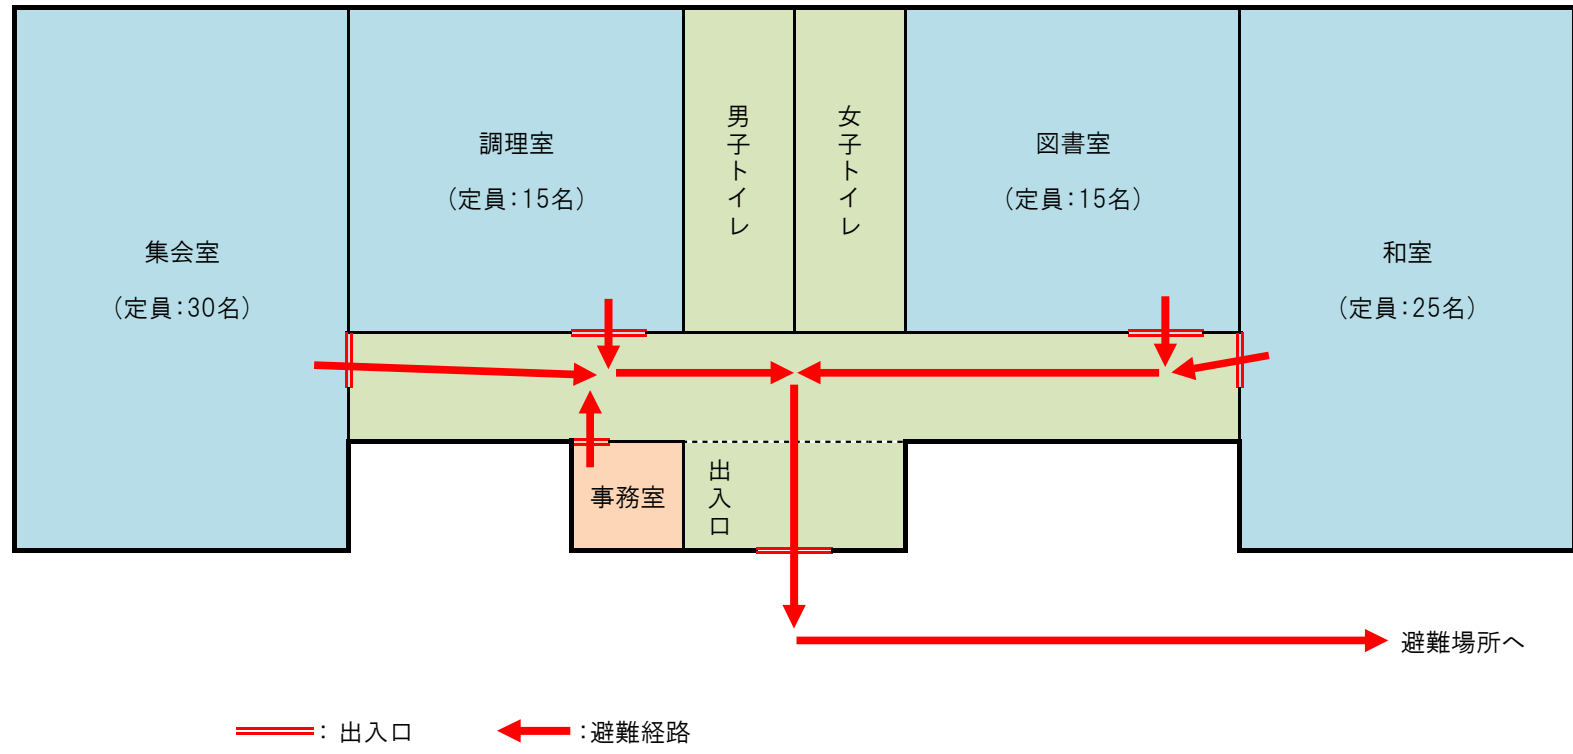 調理室
(定員:15名)
男子トイレ
女子トイレ
図書室
(定員:15名)
集会室
(定員:30名)
和室
(定員:25名)
事務室
出入口
避難場所へ
: 出入口
:避難経路